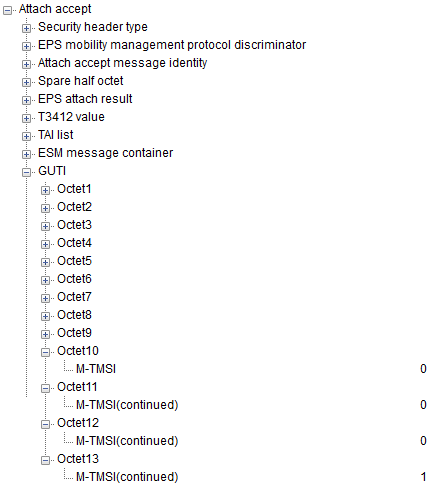 Attach accept
Security header type
EPS mobility management protocol discriminator
Attach accept message identity
Spare half octet
EPS attach result
T3412 value
TAI list
ESM message container
GUTI
Octet1
Octet2
Octet3
Octet4
Octet5
Octet6
Octet7
Octet8
Octet9
Octet10
M-TMSI 0
Octet11
M-TMSI(continued) 0
Octet12
M-TMSI(continued) 0
Octet13
M-TMSI(continued) 1